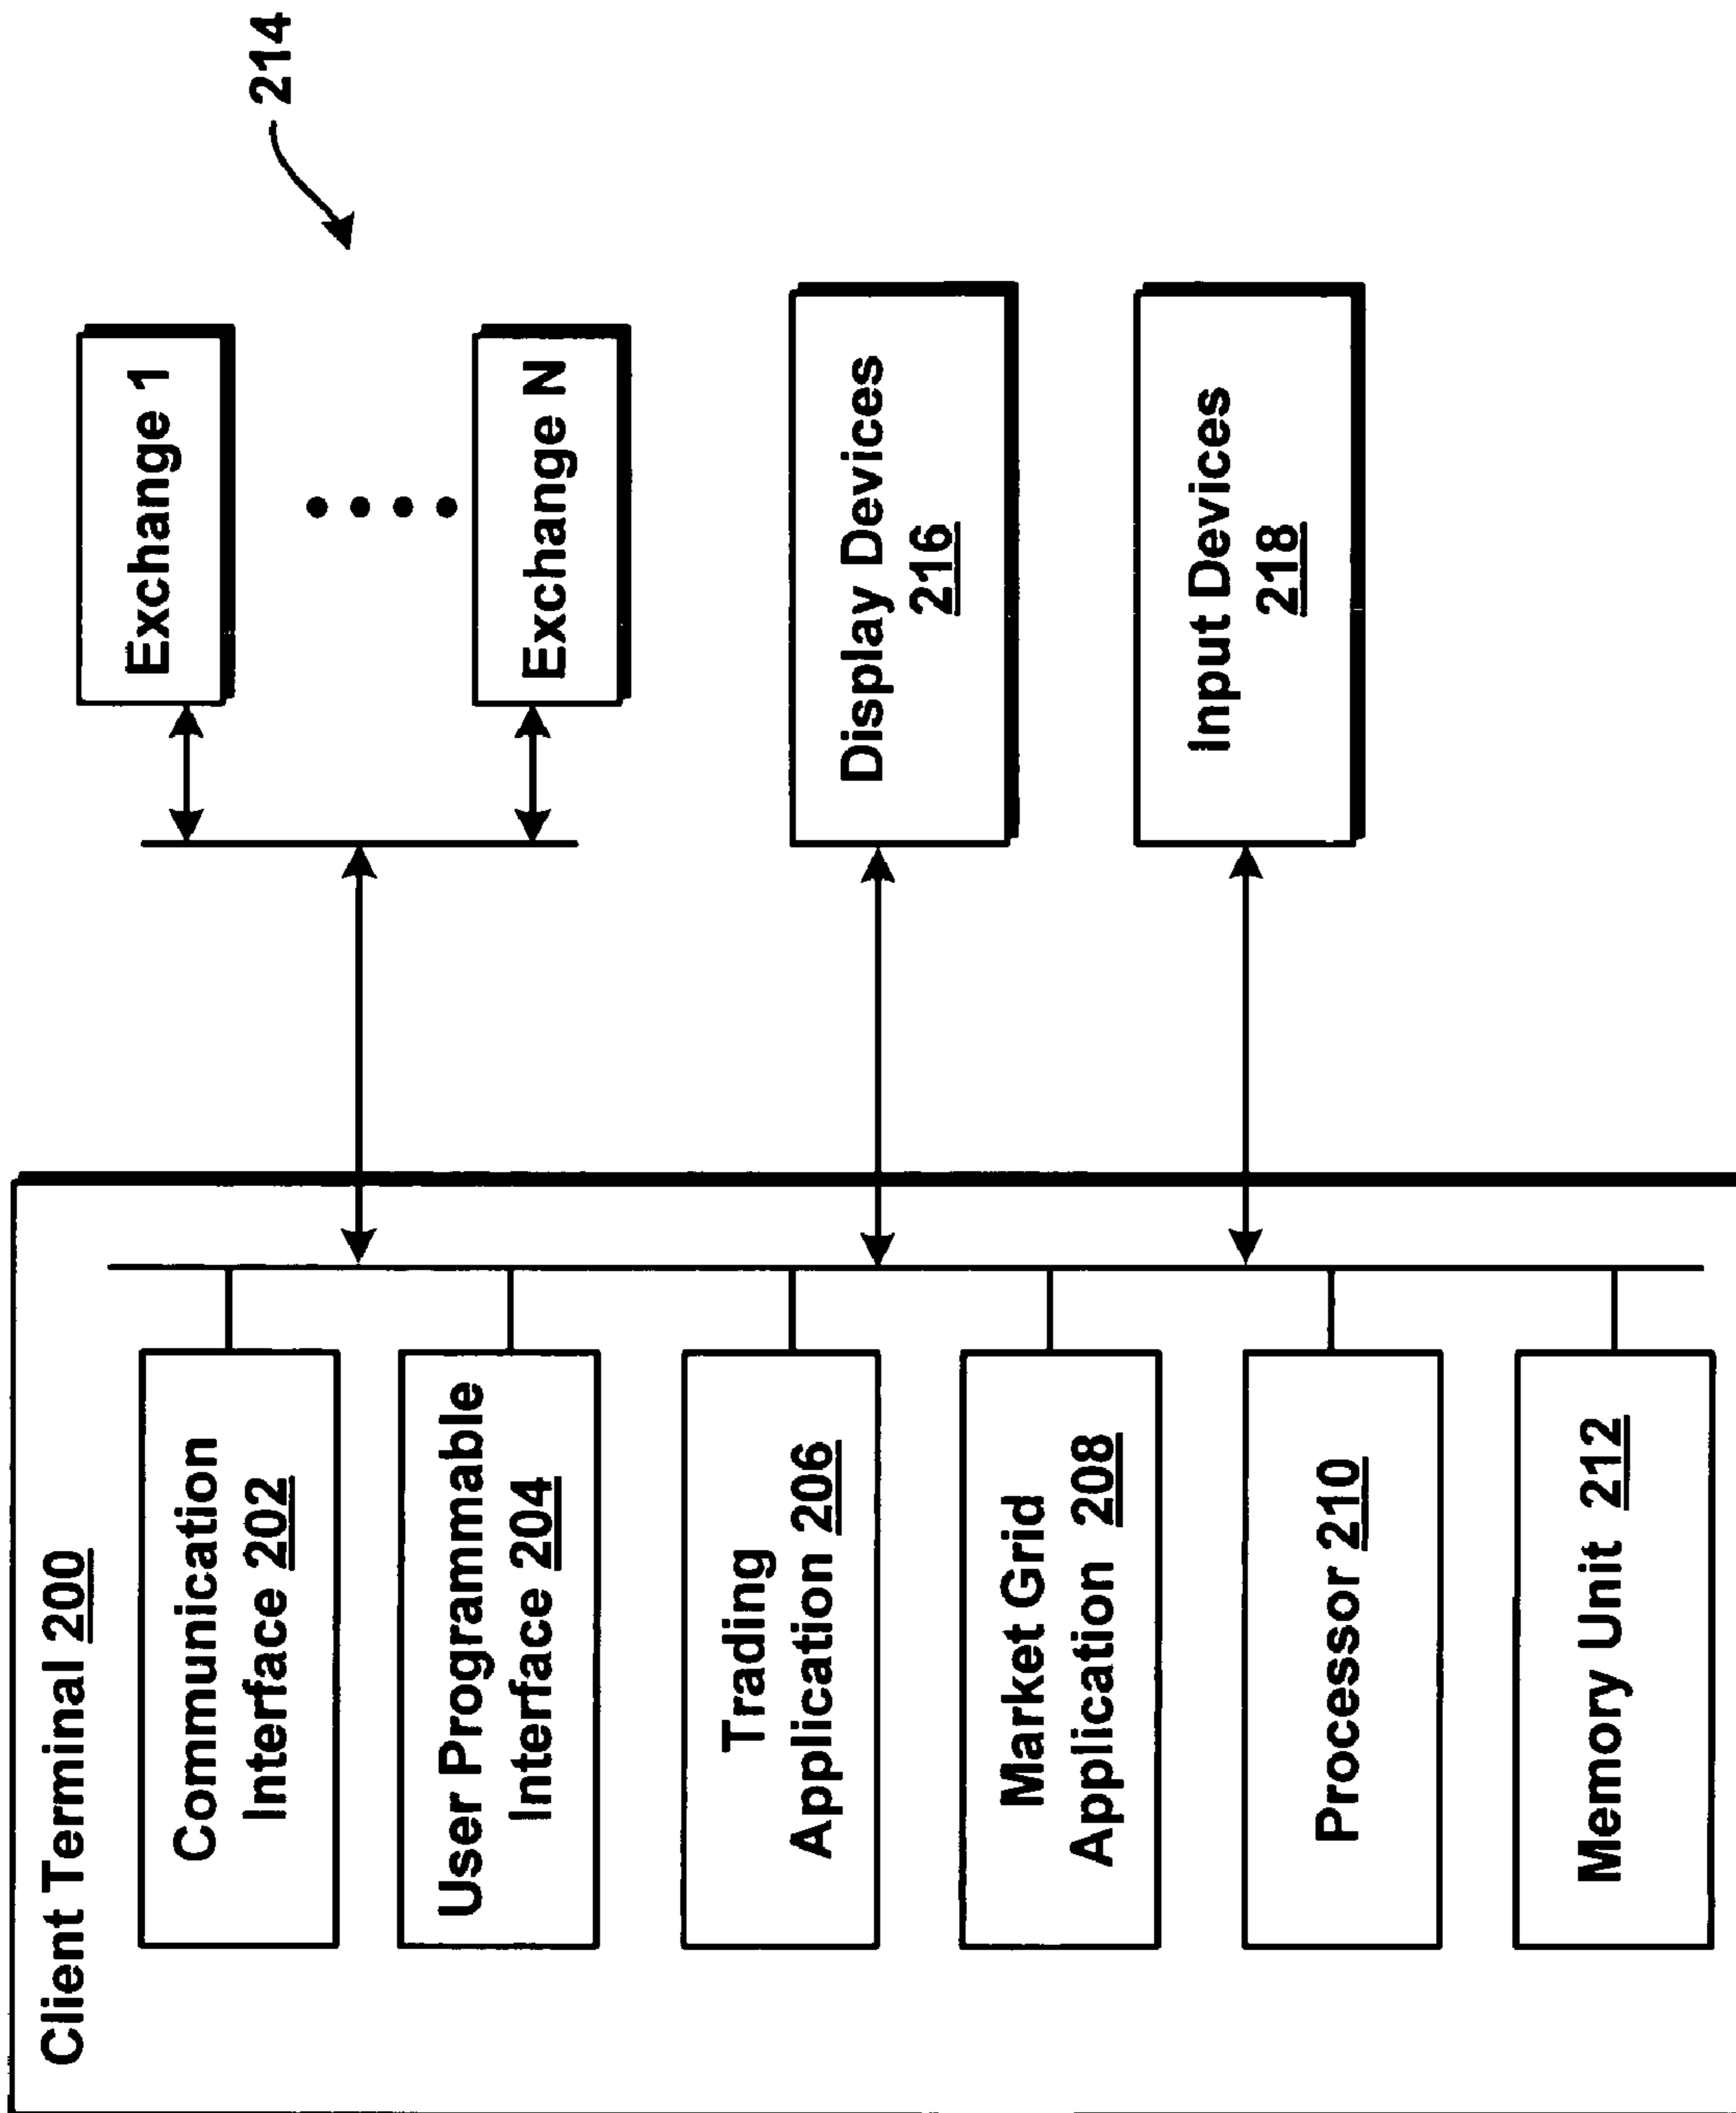 Client Terminal 200
Communication
Interface 202
User Programmable
Interface 204
Trading
Application 206
Market Grid
Application 208
Processor 210
Memory Unit 212
214
Exchange 1
Exchange N
Display Devices
216
Input Devices
218